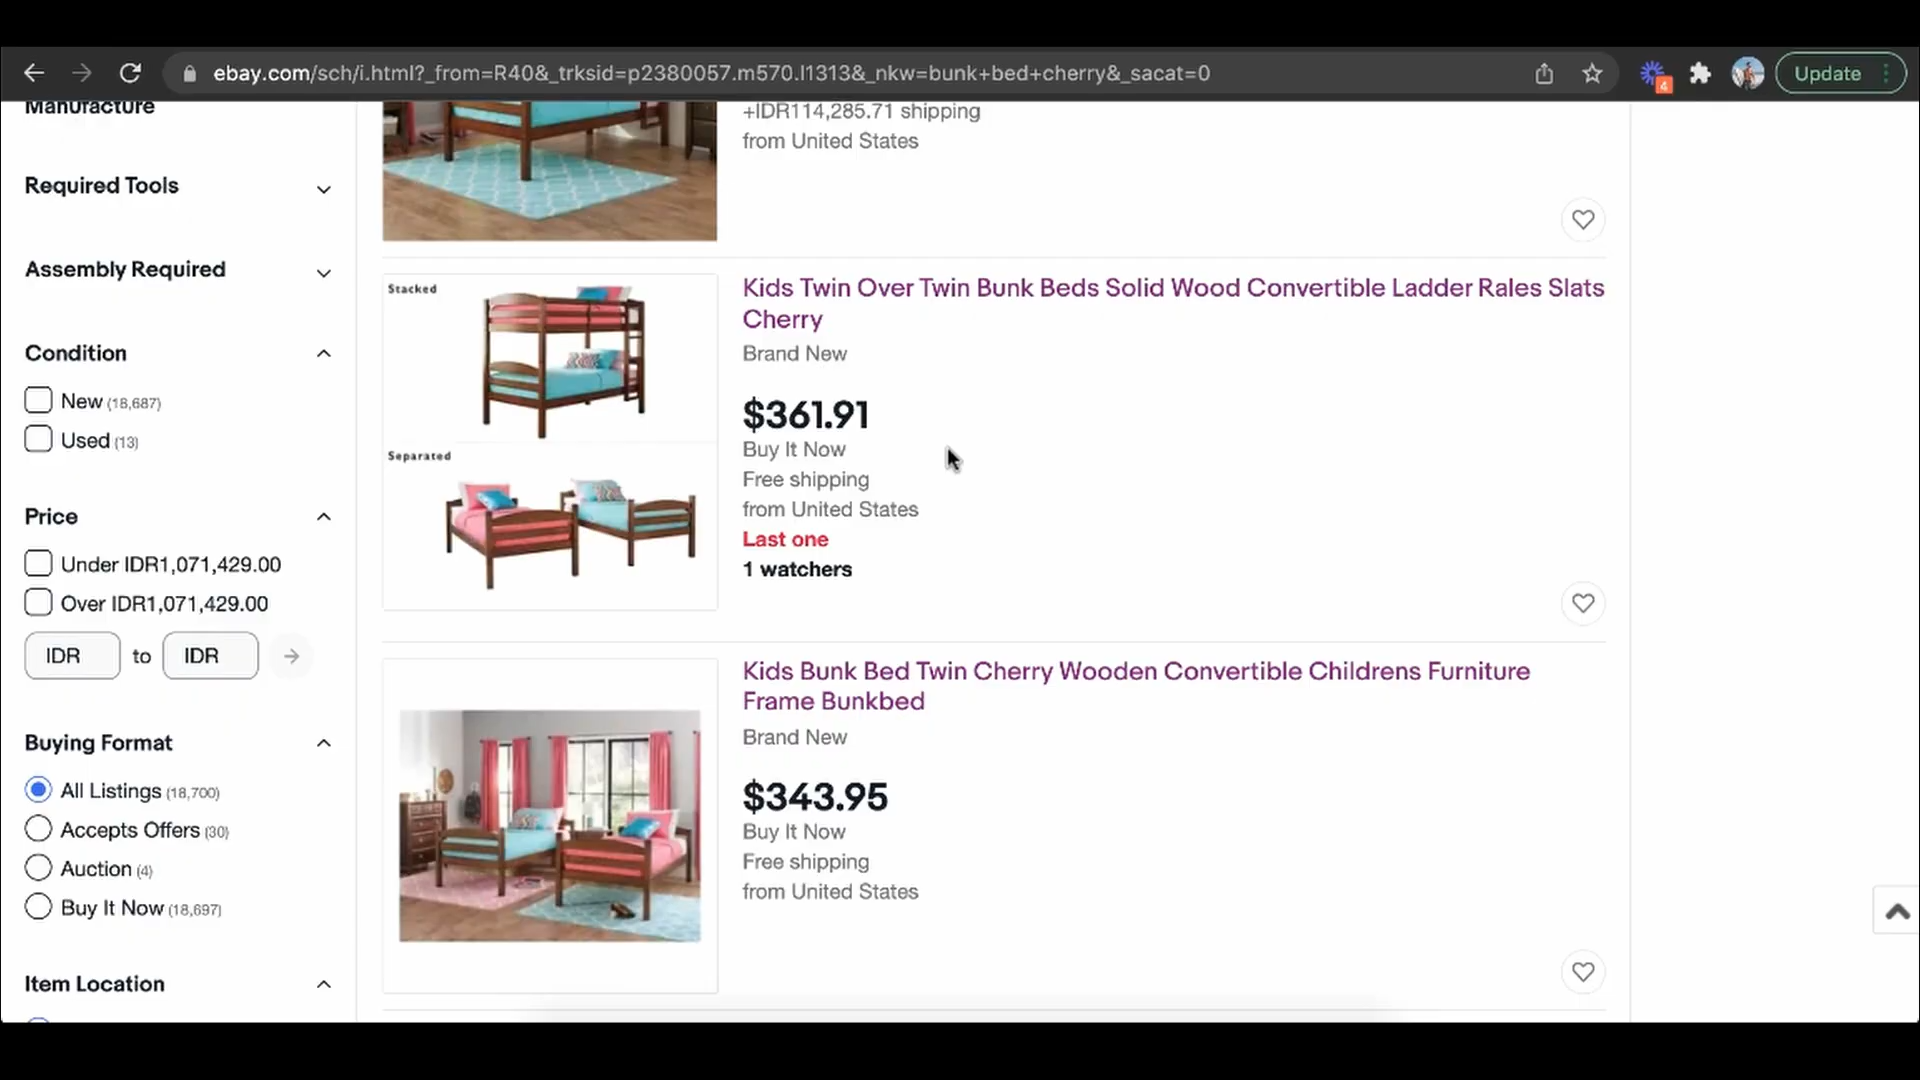 ebay.com/sch/i.html?_from=R40&_trksid=p2380057.m570.l1313&_nkw=bunk+bed+cherry&_sacat=0
4
Update
Manufacture
Required Tools
Assembly Required
Condition
New (18,687)
Used (13)
Price
Under IDR1,071,429.00
Over IDR1,071,429.00
IDR to IDR
Buying Format
All Listings (18,700)
Accepts Offers (30)
Auction (4)
Buy It Now (18,697)
Item Location
+IDR114,285.71 shipping
from United States
Stacked
Separated
Kids Twin Over Twin Bunk Beds Solid Wood Convertible Ladder Rales Slats
Cherry
Brand New
$361.91
Buy It Now
Free shipping
from United States
Last one
1 watchers
Kids Bunk Bed Twin Cherry Wooden Convertible Childrens Furniture
Frame Bunkbed
Brand New
$343.95
Buy It Now
Free shipping
from United States